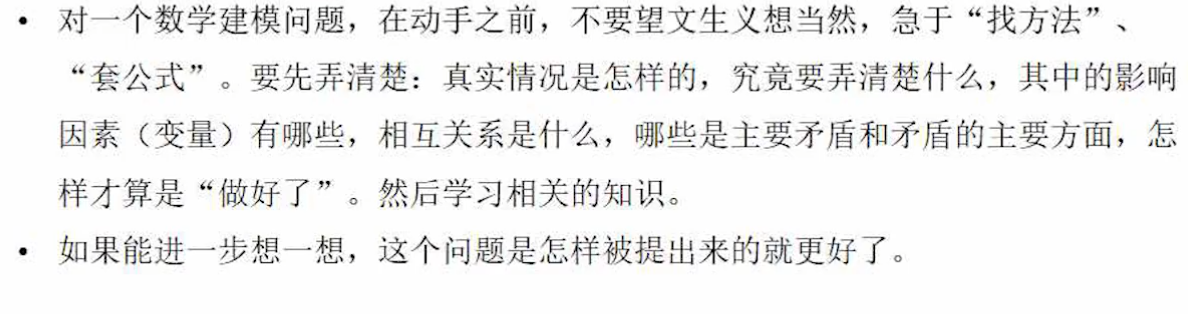 • 对一个数学建模问题，在动手之前，不要望文生义想当然，急于“找方法”、
“套公式”。要先弄清楚：真实情况是怎样的，究竟要弄清楚什么，其中的影响
因素（变量）有哪些，相互关系是什么，哪些是主要矛盾和矛盾的主要方面，怎
样才算是“做好了”。然后学习相关的知识。
• 如果能进一步想一想，这个问题是怎样被提出来的就更好了。